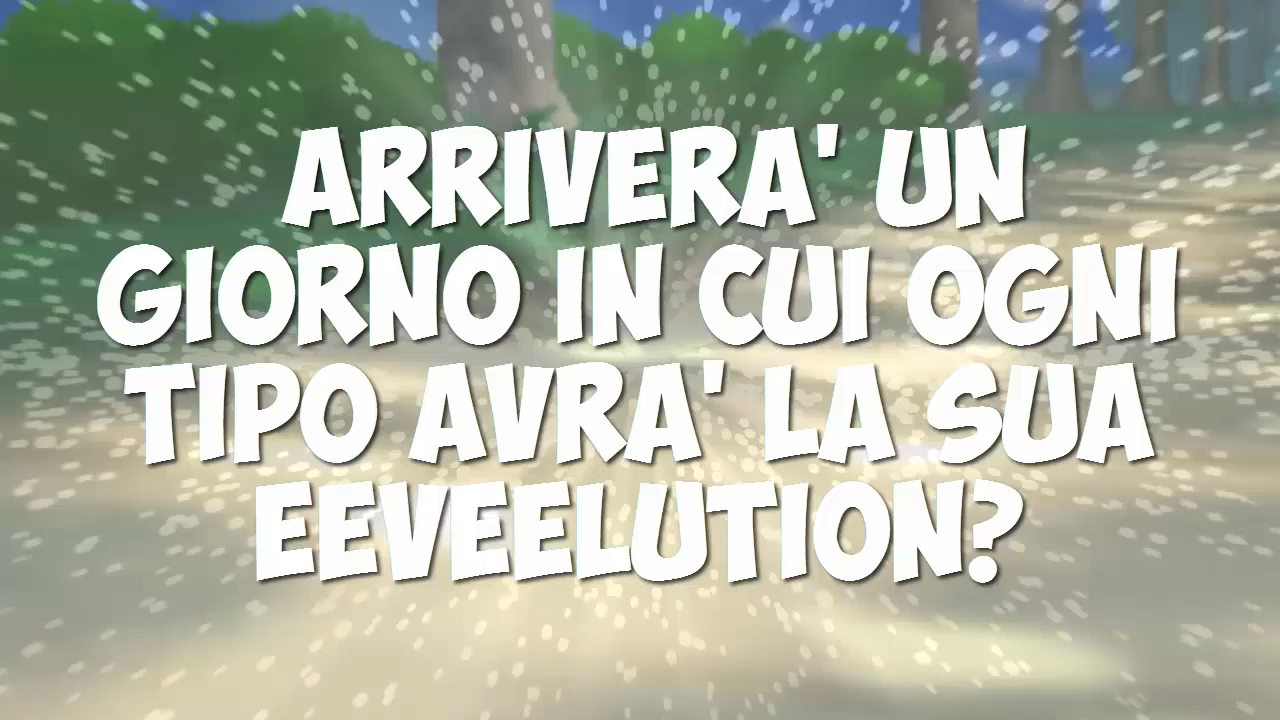 ARRIVERA' UN
GIORNO IN CUI OGNI
TIPO AVRA' LA SUA
EEVEELUTION?